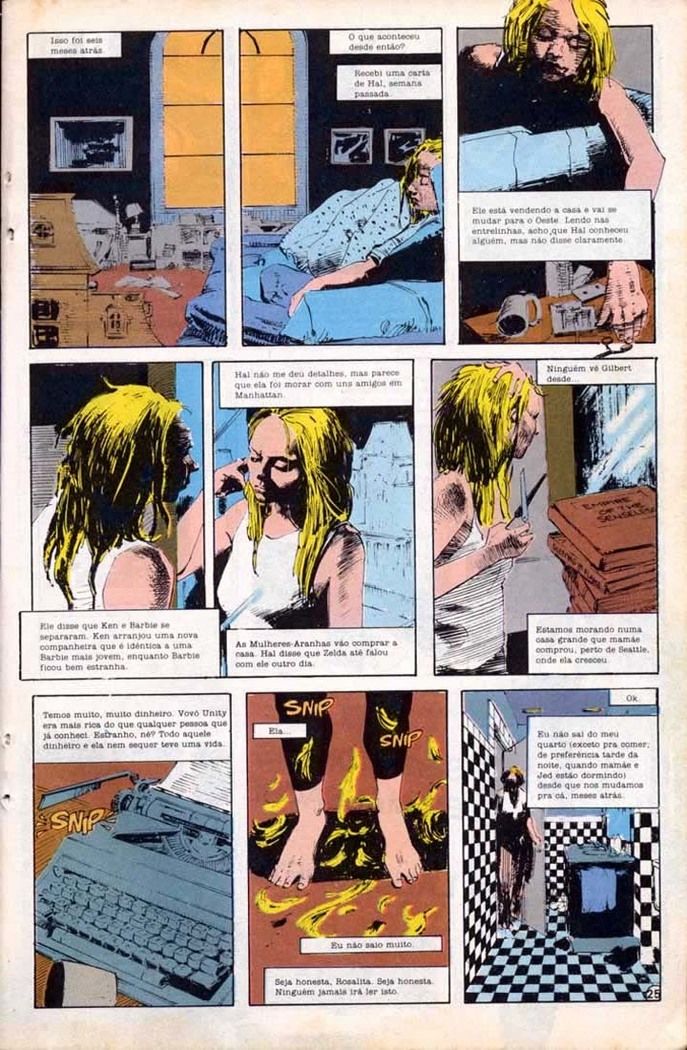 Isso foi seis
meses atrás.
O que aconteceu
desde então?
Recebi uma carta
de Hal, semana
passada.
Ele está vendendo a casa e vai se
mudar para o Oeste. Lendo nas
entrelinhas, acho que Hal conheceu
alguém, mas não disse claramente.
Ele disse que Ken e Barbie se
separaram. Ken arranjou uma nova
companheira que é idêntica a uma
Barbie mais jovem, enquanto Barbie
ficou bem estranha.
Hal não me deu detalhes, mas parece
que ela foi morar com uns amigos em
Manhattan.
As Mulheres-Aranhas vão comprar a
casa. Hal disse que Zelda até falou
com ele outro dia.
Ninguém vê Gilbert
desde...
EMPIRE
OF THE
SENSELESS
Estamos morando numa
casa grande que mamãe
comprou, perto de Seattle,
onde ela cresceu.
Temos muito, muito dinheiro. Vovó Unity
era mais rica do que qualquer pessoa que
já conheci. Estranho, né? Todo aquele
dinheiro e ela nem sequer teve uma vida.
SNIP
SNIP
Ela...
SNIP
Eu não saio muito.
Seja honesta, Rosalita. Seja honesta.
Ninguém jamais irá ler isto.
Ok.
Eu não saí do meu
quarto (exceto pra comer;
de preferência tarde da
noite, quando mamãe e
Jed estão dormindo)
desde que nos mudamos
pra cá, meses atrás.
25